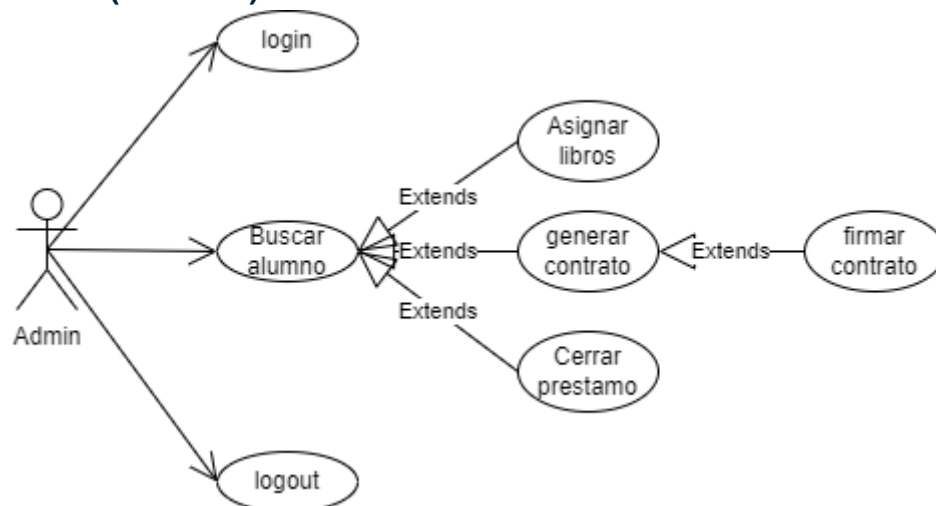 login
Asignar
libros
Extends
Buscar
alumno
Extends
generar
contrato
Extends
firmar
contrato
Extends
Admin
Cerrar
prestamo
logout